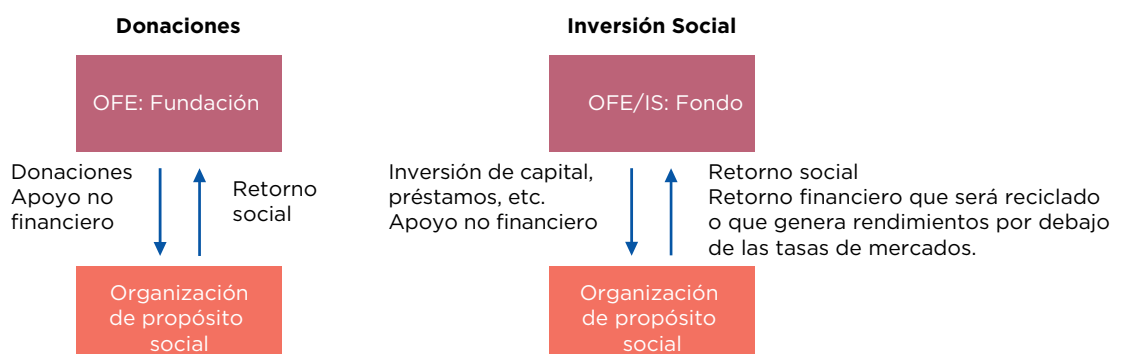 Donaciones
OFE: Fundación
Donaciones
Apoyo no
financiero
Retorno
social
Organización
de propósito
social
Inversión Social
OFE/IS: Fondo
Inversión de capital,
préstamos, etc.
Apoyo no financiero
Retorno social
Retorno financiero que será reciclado
o que genera rendimientos por debajo
de las tasas de mercados.
Organización
de propósito
social